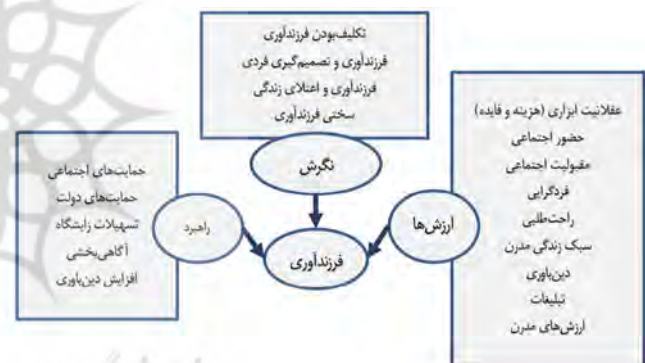 تکلیف‌بودن فرزندآوری
فرزندآوری و تصمیم‌گیری فردی
فرزندآوری و اعتلای زندگی
سختی فرزندآوری
نگرش
عقلانیت ابزاری (هزینه و فایده)
حضور اجتماعی
مقبولیت اجتماعی
فردگرایی
راحت‌طلبی
سبک زندگی مدرن
دین‌باوری
تبلیغات
ارزش‌های مدرن
ارزش‌ها
حمایت‌های اجتماعی
حمایت‌های دولت
تسهیلات زایشگاه
آگاهی‌بخشی
افزایش دین‌باوری
راهبرد
فرزندآوری